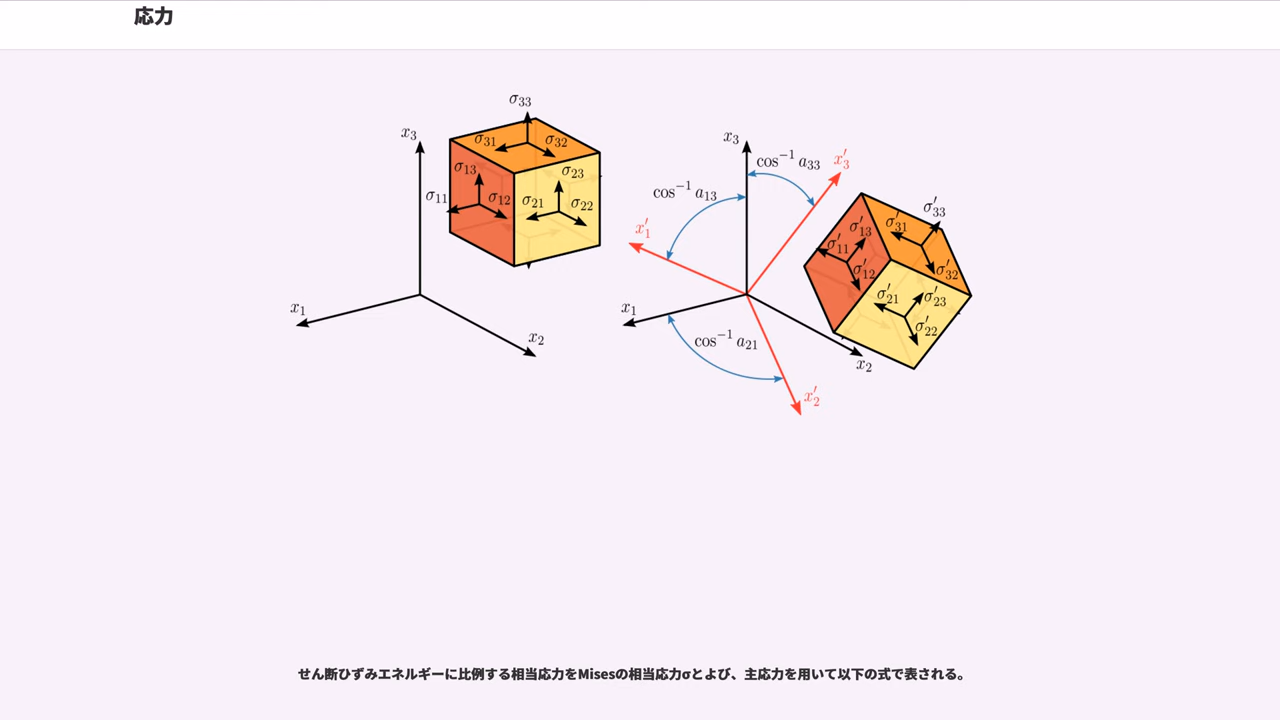 応力
σ33
x3
σ31
σ32
σ13
σ23
σ11
σ12
σ21
σ22
x1
x2
x3
cos⁻¹ a33
x′3
cos⁻¹ a13
x′1
x1
cos⁻¹ a21
x2
x′2
σ′33
σ′31
σ′13
σ′11
σ′12
σ′32
σ′21
σ′23
σ′22
せん断ひずみエネルギーに比例する相当応力をMisesの相当応力σとよび、主応力を用いて以下の式で表される。